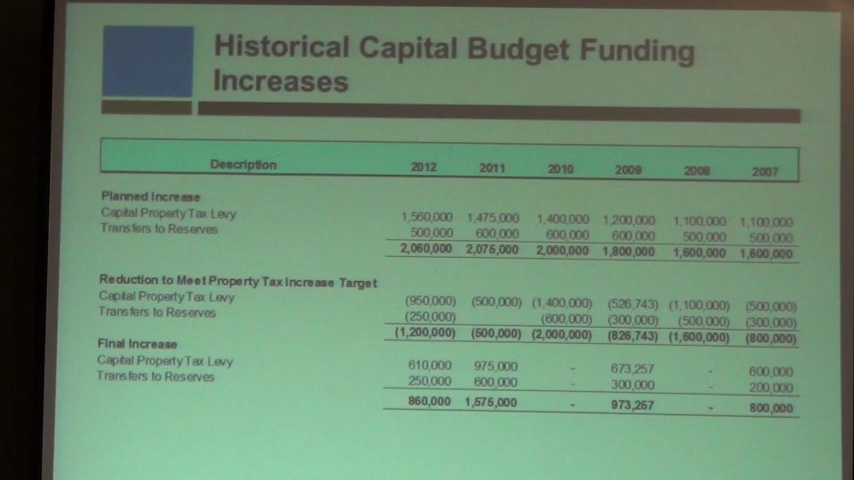 Historical Capital Budget Funding
Increases
Description 2012 2011 2010 2009 2008 2007
Planned Increase
Capital Property Tax Levy 1,560,000 1,475,000 1,400,000 1,200,000 1,100,000 1,100,000
Transfers to Reserves 500,000 600,000 600,000 600,000 500,000 500,000
2,060,000 2,075,000 2,000,000 1,800,000 1,600,000 1,600,000
Reduction to Meet Property Tax Increase Target
Capital Property Tax Levy (950,000) (500,000) (1,400,000) (526,743) (1,100,000) (500,000)
Transfers to Reserves (250,000) (600,000) (300,000) (500,000) (300,000)
(1,200,000) (500,000) (2,000,000) (826,743) (1,600,000) (800,000)
Final Increase
Capital Property Tax Levy 610,000 975,000 - 673,257 - 600,000
Transfers to Reserves 250,000 600,000 - 300,000 - 200,000
860,000 1,575,000 - 973,257 - 800,000